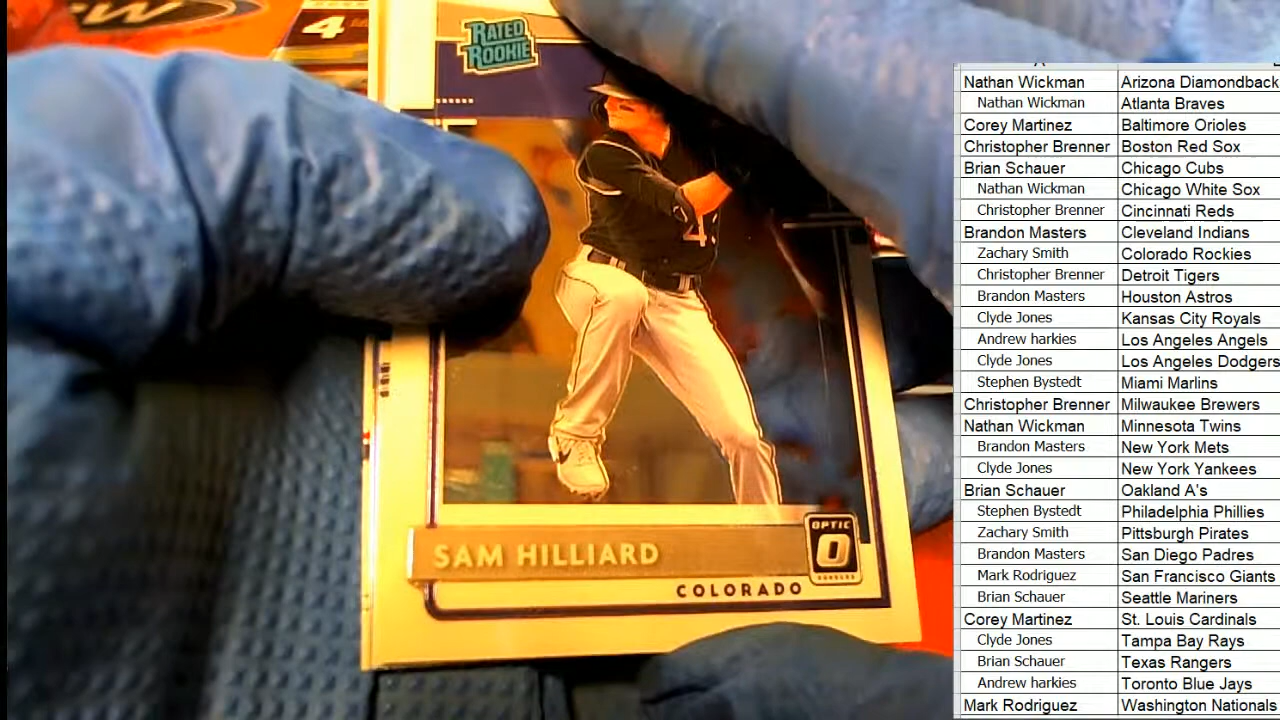 4
RATED
ROOKIE
4
SAM HILLIARD
OPTIC
O
DONRUSS
COLORADO
Nathan Wickman Arizona Diamondback
Nathan Wickman Atlanta Braves
Corey Martinez Baltimore Orioles
Christopher Brenner Boston Red Sox
Brian Schauer Chicago Cubs
Nathan Wickman Chicago White Sox
Christopher Brenner Cincinnati Reds
Brandon Masters Cleveland Indians
Zachary Smith Colorado Rockies
Christopher Brenner Detroit Tigers
Brandon Masters Houston Astros
Clyde Jones Kansas City Royals
Andrew harkies Los Angeles Angels
Clyde Jones Los Angeles Dodgers
Stephen Bystedt Miami Marlins
Christopher Brenner Milwaukee Brewers
Nathan Wickman Minnesota Twins
Brandon Masters New York Mets
Clyde Jones New York Yankees
Brian Schauer Oakland A's
Stephen Bystedt Philadelphia Phillies
Zachary Smith Pittsburgh Pirates
Brandon Masters San Diego Padres
Mark Rodriguez San Francisco Giants
Brian Schauer Seattle Mariners
Corey Martinez St. Louis Cardinals
Clyde Jones Tampa Bay Rays
Brian Schauer Texas Rangers
Andrew harkies Toronto Blue Jays
Mark Rodriguez Washington Nationals